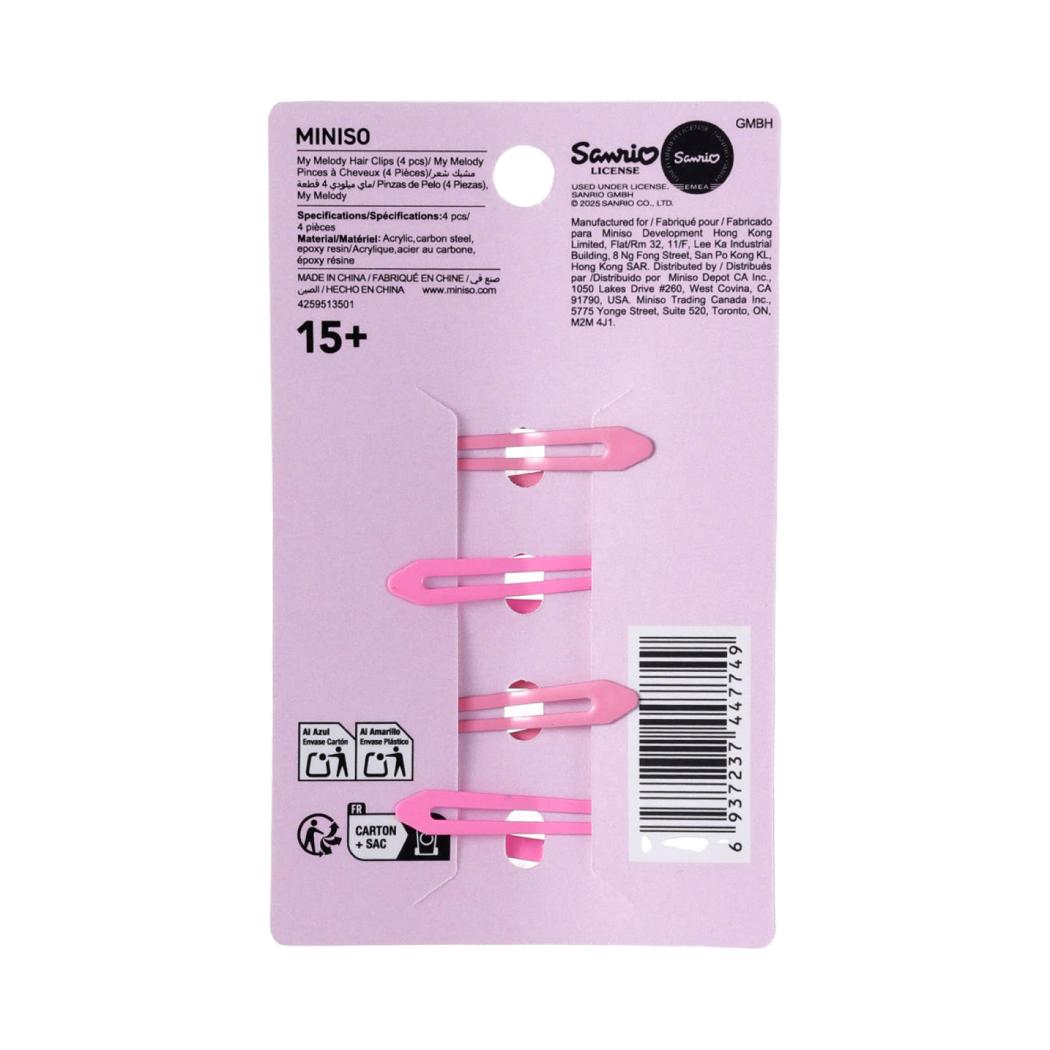 MINISO
My Melody Hair Clips (4 pcs)/ My Melody
Pinces à Cheveux (4 Pièces)/مشبك شعر
ماي ميلودي 4 قطعة/ Pinzas de Pelo (4 Piezas),
My Melody
Specifications/Spécifications:4 pcs/
4 pièces
Material/Matériel: Acrylic,carbon steel,
epoxy resin/Acrylique,acier au carbone,
époxy résine
MADE IN CHINA / FABRIQUÉ EN CHINE / صنع في
الصين / HECHO EN CHINA www.miniso.com
4259513501
15+
Sanrio
LICENSE
USED UNDER LICENSE.
SANRIO GMBH
© 2025 SANRIO CO., LTD.
Sanrio
EMEA
GMBH
Manufactured for / Fabriqué pour / Fabricado
para Miniso Development Hong Kong
Limited, Flat/Rm 32, 11/F, Lee Ka Industrial
Building, 8 Ng Fong Street, San Po Kong KL,
Hong Kong SAR. Distributed by / Distribués
par /Distribuido por Miniso Depot CA Inc.,
1050 Lakes Drive #260, West Covina, CA
91790, USA. Miniso Trading Canada Inc.,
5775 Yonge Street, Suite 520, Toronto, ON,
M2M 4J1.
Al Azul
Envase Cartón
Al Amarillo
Envase Plástico
FR
CARTON
+ SAC
6 937237 447749